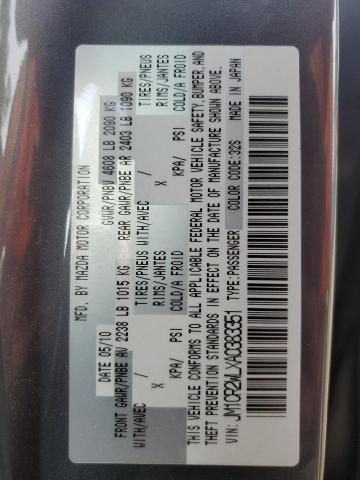 MFD. BY MAZDA MOTOR CORPORATION
DATE 05/10 GVWR/PNBV 4608 LB 2090 KG
FRONT GAWR/PNBE AV 2238 LB 1015 KG REAR GAWR/PNBE AR 2403 LB 1090 KG
WITH/AVEC TIRES/PNEUS WITH/AVEC TIRES/PNEUS
X RIMS/JANTES X RIMS/JANTES
KPA/ PSI COLD/A FROID KPA/ PSI COLD/A FROID
THIS VEHICLE CONFORMS TO ALL APPLICABLE FEDERAL MOTOR VEHICLE SAFETY, BUMPER, AND
THEFT PREVENTION STANDARDS IN EFFECT ON THE DATE OF MANUFACTURE SHOWN ABOVE.
VIN: JM1CR2WLXA0383351 TYPE:PASSENGER COLOR CODE:32S MADE IN JAPAN